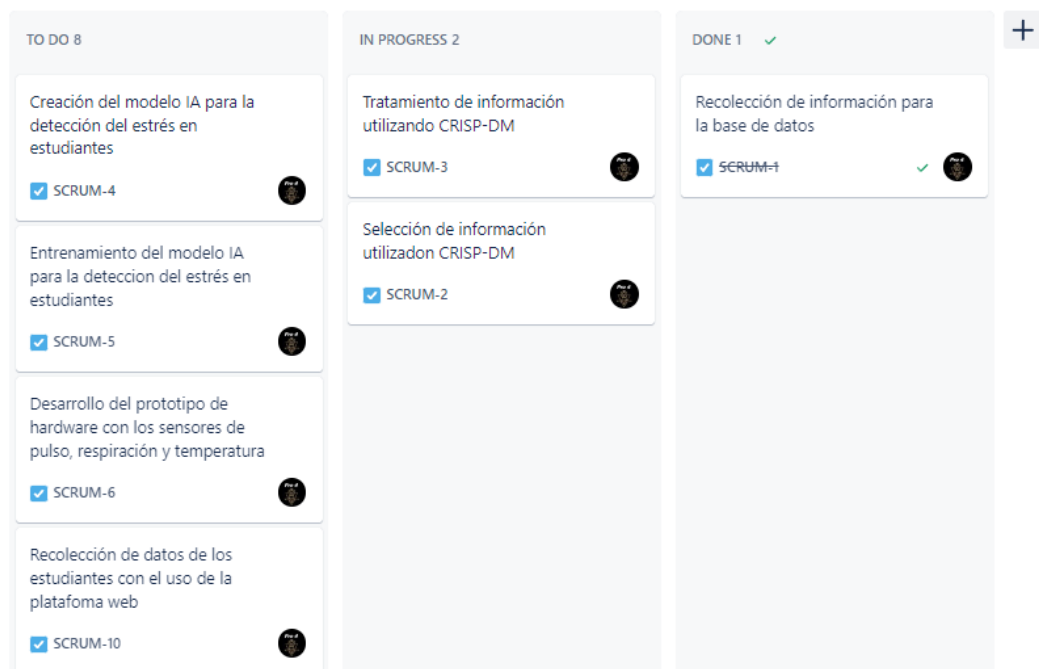 TO DO 8
Creación del modelo IA para la
detección del estrés en
estudiantes
SCRUM-4
Entrenamiento del modelo IA
para la deteccion del estrés en
estudiantes
SCRUM-5
Desarrollo del prototipo de
hardware con los sensores de
pulso, respiración y temperatura
SCRUM-6
Recolección de datos de los
estudiantes con el uso de la
platafoma web
SCRUM-10
IN PROGRESS 2
Tratamiento de información
utilizando CRISP-DM
SCRUM-3
Selección de información
utilizadon CRISP-DM
SCRUM-2
DONE 1
Recolección de información para
la base de datos
SCRUM-1